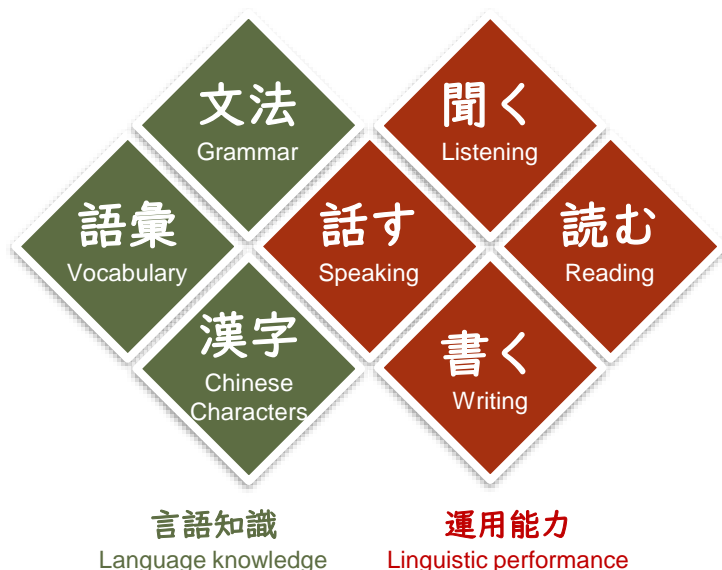 文法
Grammar
聞く
Listening
語彙
Vocabulary
話す
Speaking
読む
Reading
漢字
Chinese
Characters
書く
Writing
言語知識
Language knowledge
運用能力
Linguistic performance